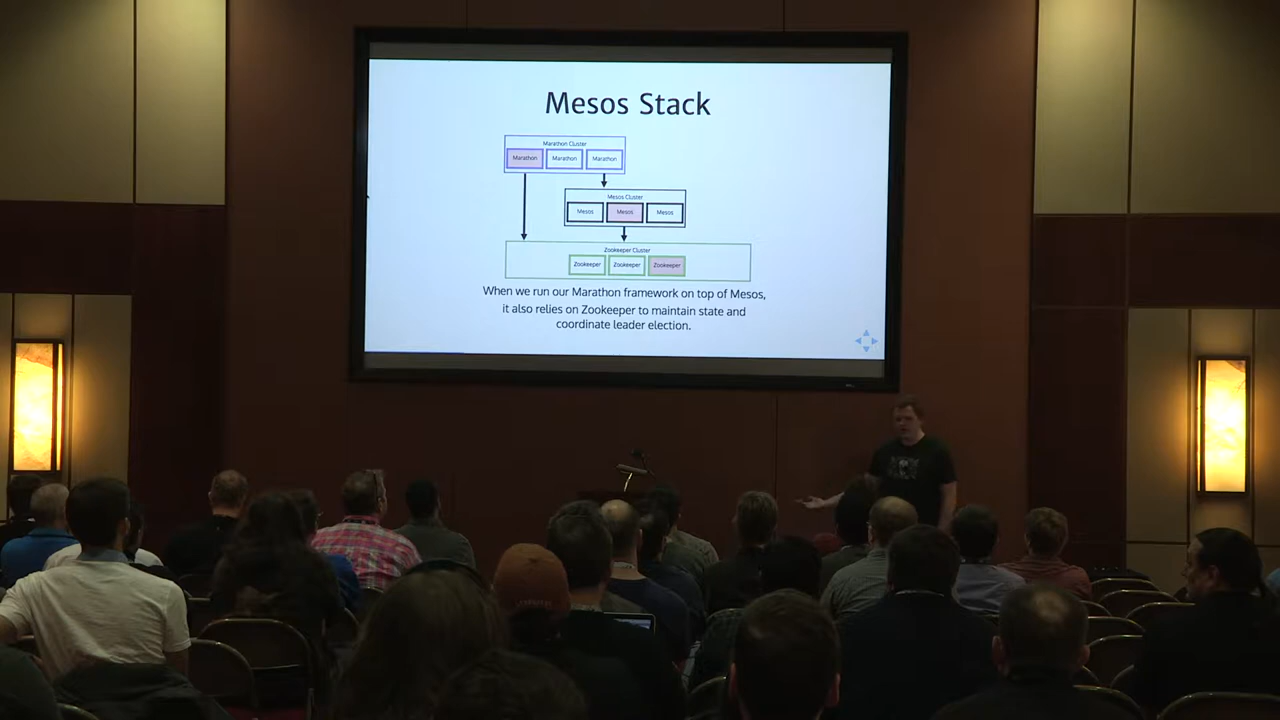 Mesos Stack
Marathon Cluster
Marathon Marathon Marathon
Mesos Cluster
Mesos Mesos Mesos
Zookeeper Cluster
Zookeeper Zookeeper Zookeeper
When we run our Marathon framework on top of Mesos,
it also relies on Zookeeper to maintain state and
coordinate leader election.